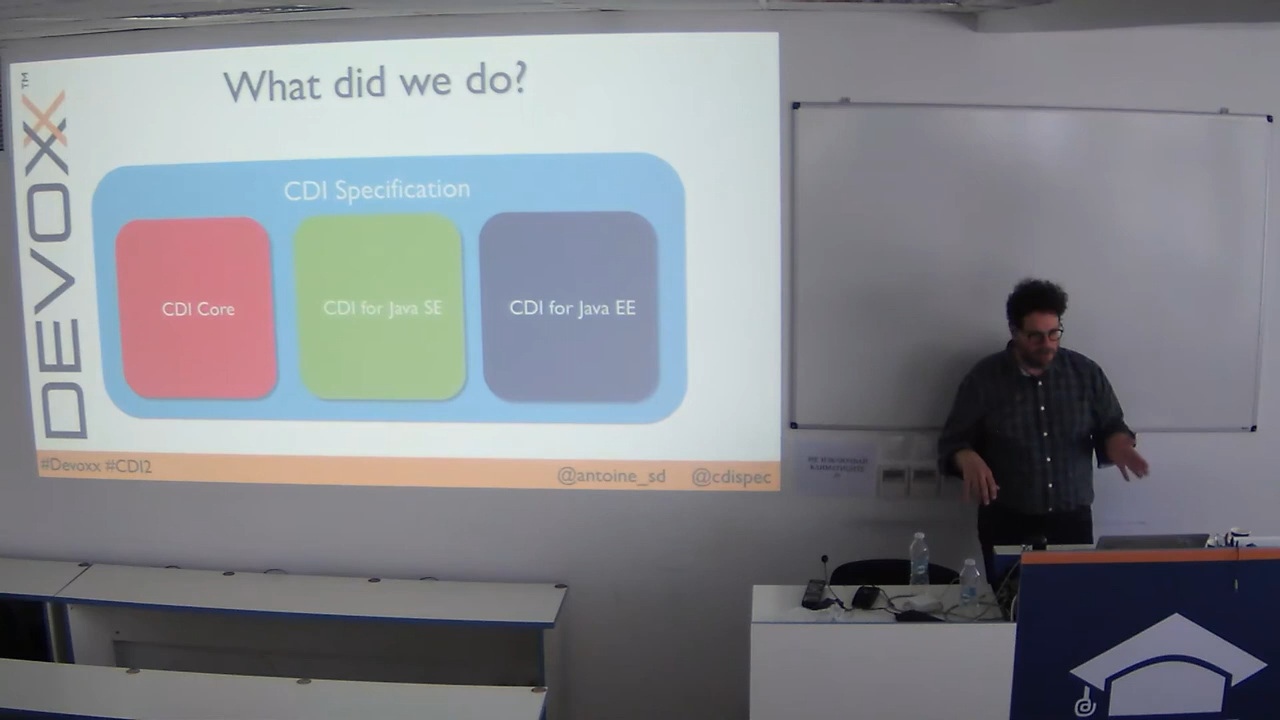 DEVOXX™
What did we do?
CDI Specification
CDI Core
CDI for Java SE
CDI for Java EE
#Devoxx #CDI2
@antoine_sd @cdispec